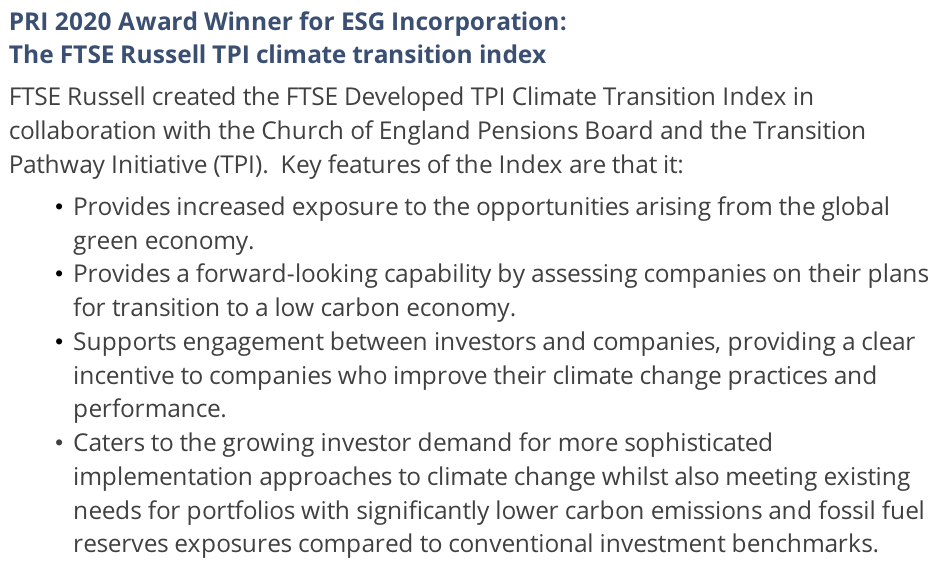 PRI 2020 Award Winner for ESG Incorporation:
The FTSE Russell TPI climate transition index
FTSE Russell created the FTSE Developed TPI Climate Transition Index in
collaboration with the Church of England Pensions Board and the Transition
Pathway Initiative (TPI).  Key features of the Index are that it:
• Provides increased exposure to the opportunities arising from the global
green economy.
• Provides a forward-looking capability by assessing companies on their plans
for transition to a low carbon economy.
• Supports engagement between investors and companies, providing a clear
incentive to companies who improve their climate change practices and
performance.
• Caters to the growing investor demand for more sophisticated
implementation approaches to climate change whilst also meeting existing
needs for portfolios with significantly lower carbon emissions and fossil fuel
reserves exposures compared to conventional investment benchmarks.